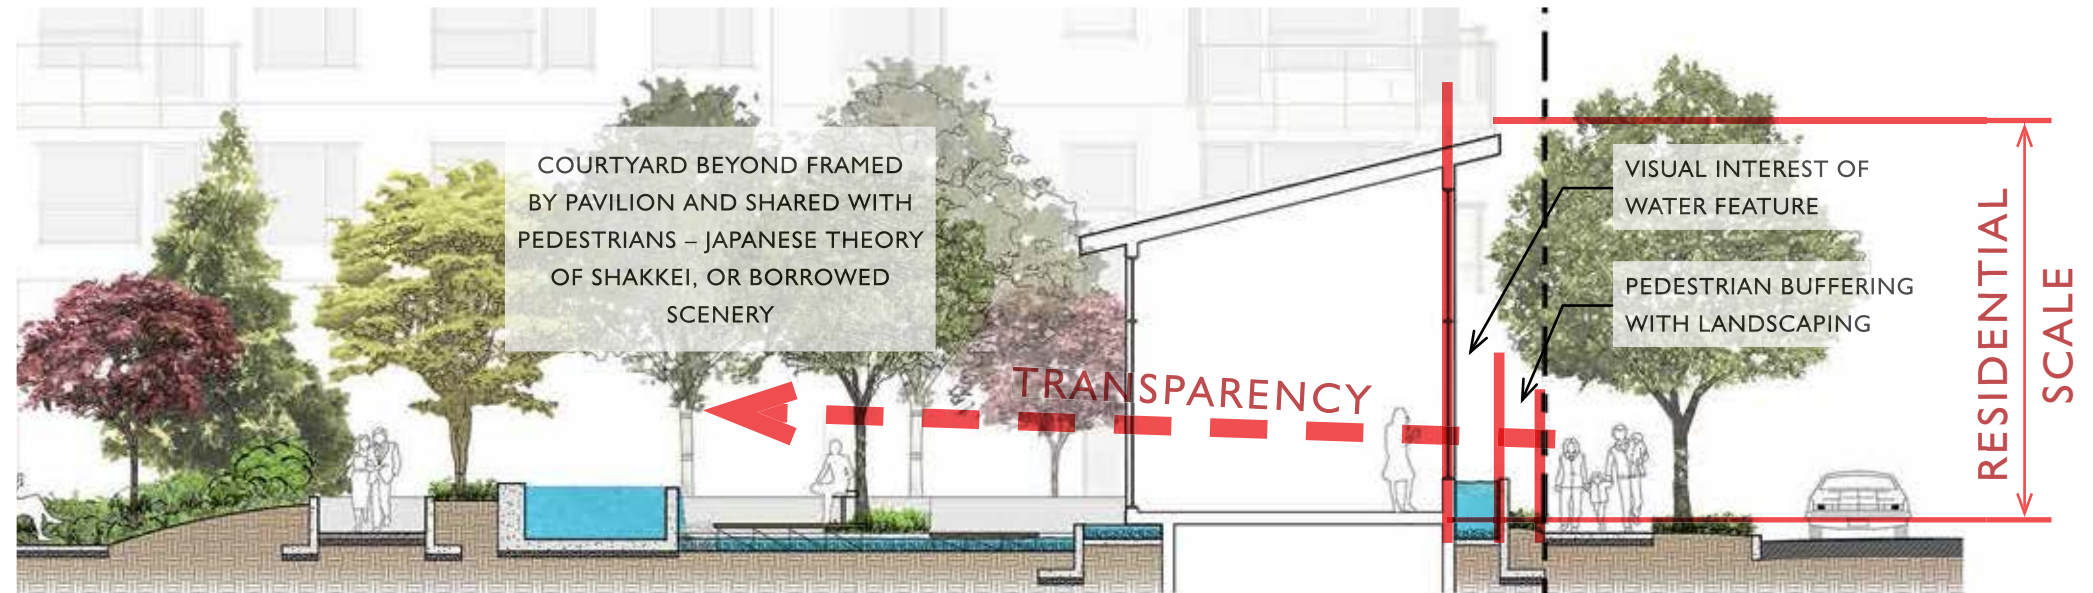 COURTYARD BEYOND FRAMED
BY PAVILION AND SHARED WITH
PEDESTRIANS – JAPANESE THEORY
OF SHAKKEI, OR BORROWED
SCENERY
TRANSPARENCY
VISUAL INTEREST OF
WATER FEATURE
PEDESTRIAN BUFFERING
WITH LANDSCAPING
RESIDENTIAL
SCALE